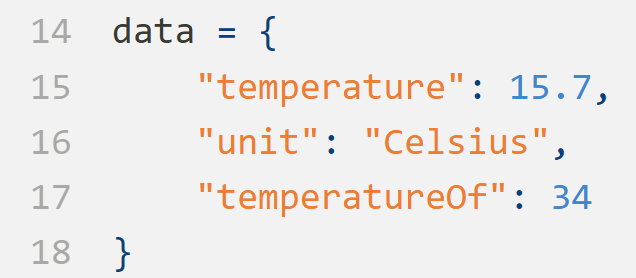 14 data = {
15 "temperature": 15.7,
16 "unit": "Celsius",
17 "temperatureOf": 34
18 }